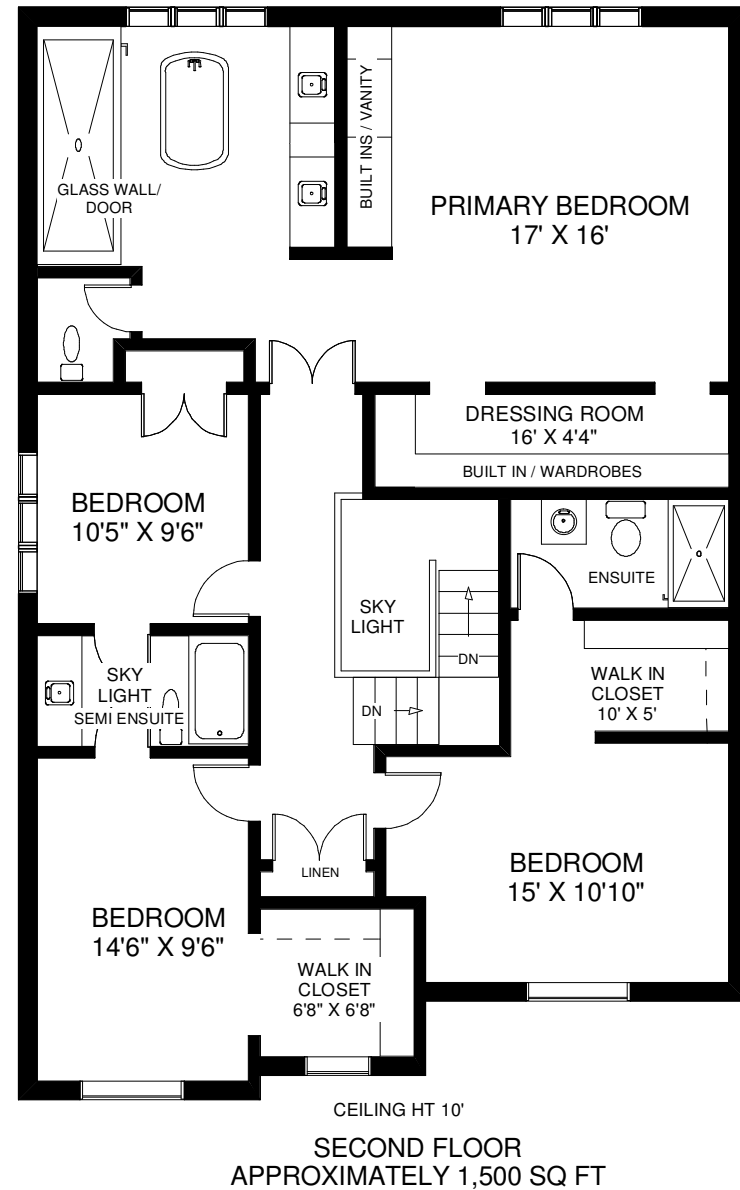 GLASS WALL/
DOOR
BUILT INS / VANITY
PRIMARY BEDROOM
17' X 16'
DRESSING ROOM
16' X 4'4"
BUILT IN / WARDROBES
BEDROOM
10'5" X 9'6"
SKY
LIGHT
DN
DN
ENSUITE
WALK IN
CLOSET
10' X 5'
SKY
LIGHT
SEMI ENSUITE
LINEN
BEDROOM
15' X 10'10"
BEDROOM
14'6" X 9'6"
WALK IN
CLOSET
6'8" X 6'8"
CEILING HT 10'
SECOND FLOOR
APPROXIMATELY 1,500 SQ FT